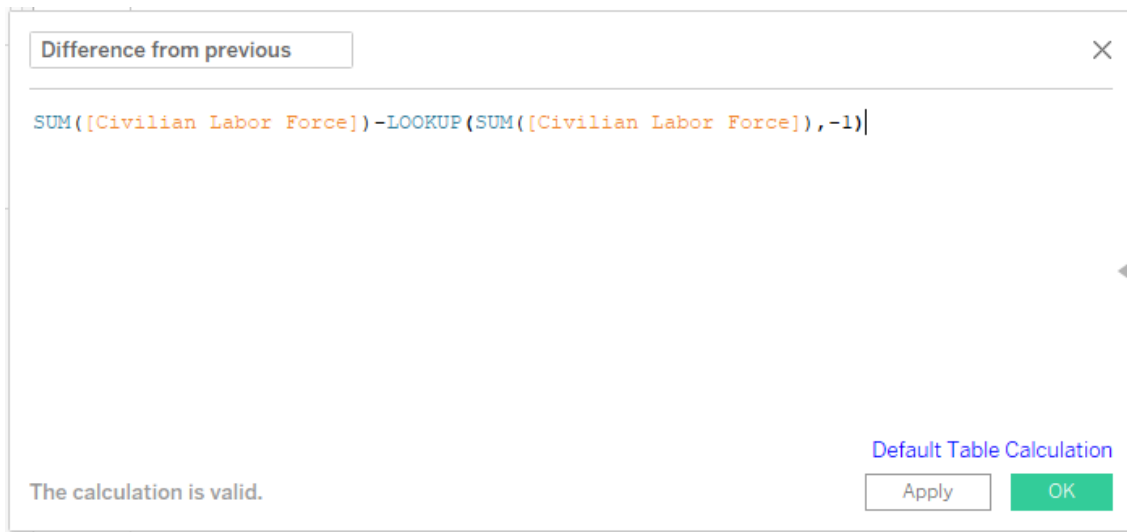 Difference from previous
SUM([Civilian Labor Force])-LOOKUP(SUM([Civilian Labor Force]),-1)
Default Table Calculation
The calculation is valid.
Apply
OK